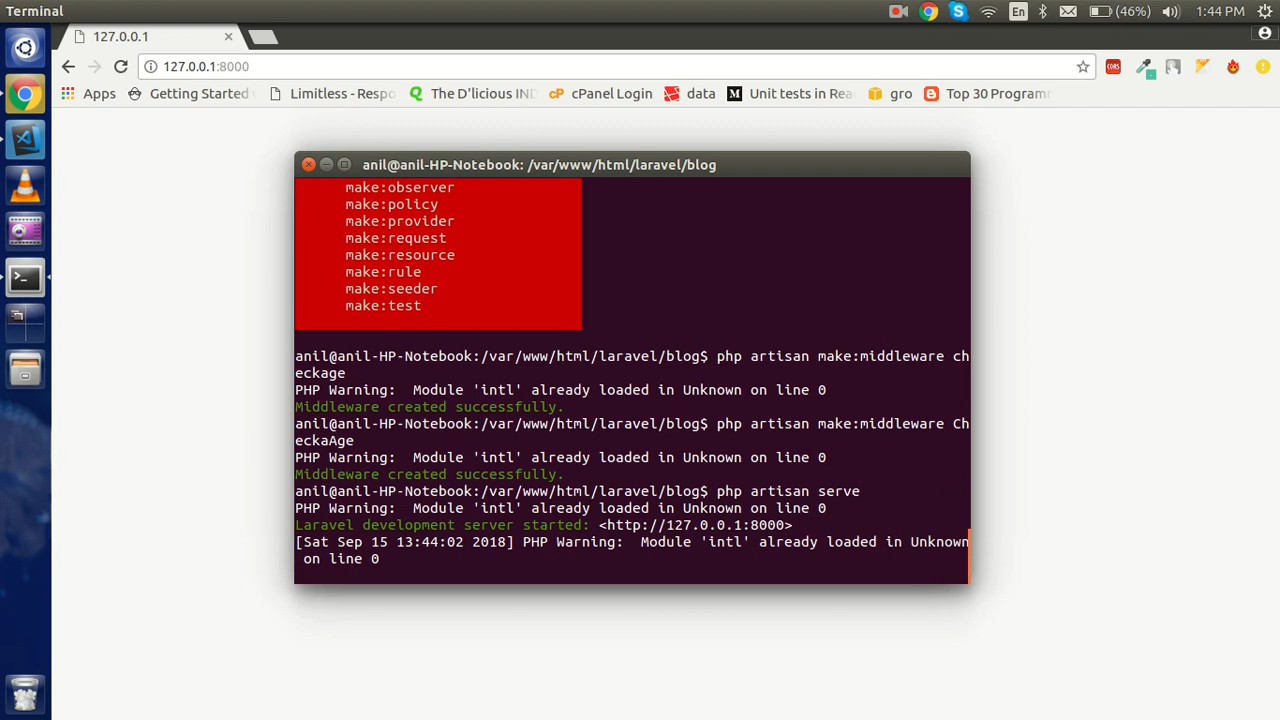 Terminal
En
(46%)
1:44 PM
127.0.0.1
127.0.0.1:8000
CORS
Apps
Getting Started
Limitless - Respo
The D'licious IND
cPanel Login
data
Unit tests in Rea
gro
Top 30 Programm
anil@anil-HP-Notebook: /var/www/html/laravel/blog
make:observer
make:policy
make:provider
make:request
make:resource
make:rule
make:seeder
make:test
anil@anil-HP-Notebook:/var/www/html/laravel/blog$ php artisan make:middleware ch
eckage
PHP Warning:  Module 'intl' already loaded in Unknown on line 0
Middleware created successfully.
anil@anil-HP-Notebook:/var/www/html/laravel/blog$ php artisan make:middleware Ch
eckaAge
PHP Warning:  Module 'intl' already loaded in Unknown on line 0
Middleware created successfully.
anil@anil-HP-Notebook:/var/www/html/laravel/blog$ php artisan serve
PHP Warning:  Module 'intl' already loaded in Unknown on line 0
Laravel development server started: <http://127.0.0.1:8000>
[Sat Sep 15 13:44:02 2018] PHP Warning:  Module 'intl' already loaded in Unknown
on line 0